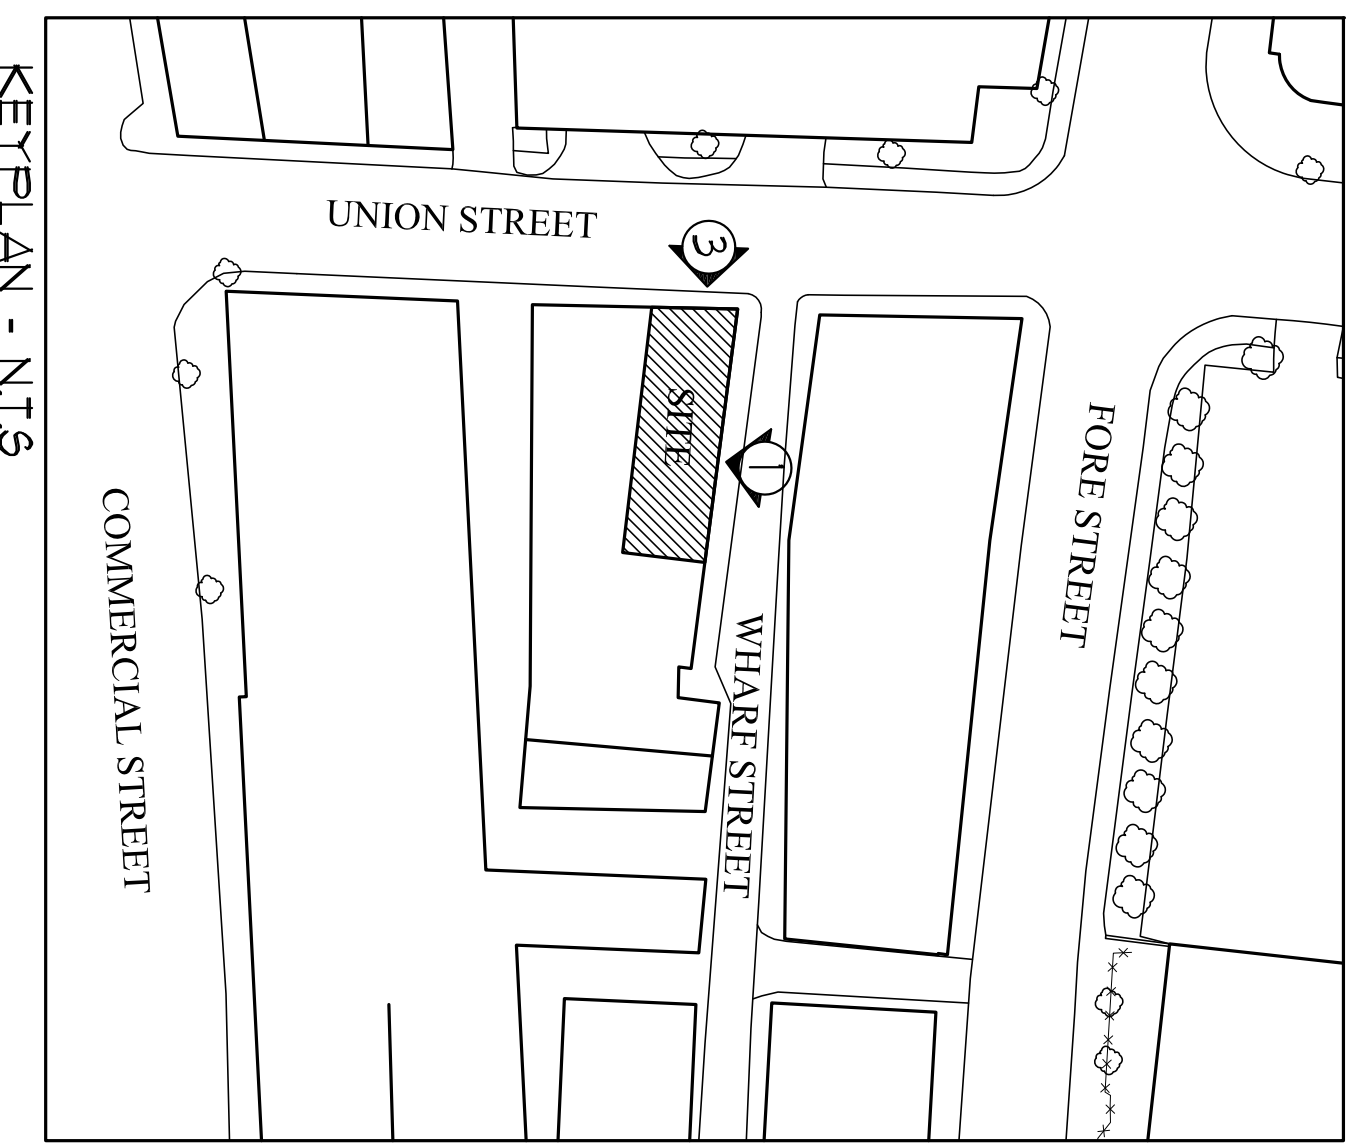 UNION STREET
3
SITE
1
FORE STREET
WHARF STREET
COMMERCIAL STREET
KEYPLAN - N.T.S